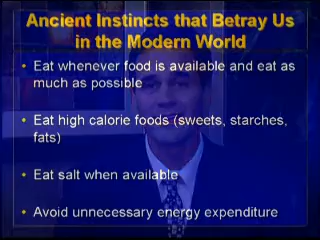 Ancient Instincts that Betray Us
in the Modern World
• Eat whenever food is available and eat as
much as possible
• Eat high calorie foods (sweets, starches,
fats)
• Eat salt when available
• Avoid unnecessary energy expenditure